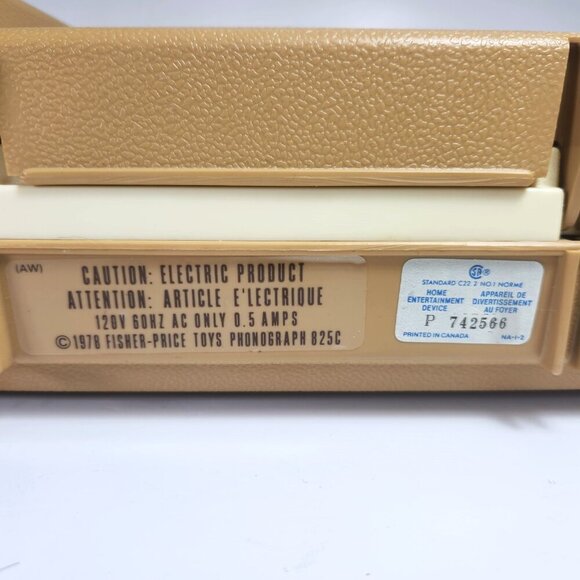 (AW)
CAUTION: ELECTRIC PRODUCT
ATTENTION: ARTICLE E'LECTRIQUE
120V 60HZ AC ONLY 0.5 AMPS
©1978 FISHER-PRICE TOYS PHONOGRAPH 825C
®
STANDARD C22 2 NO.1 NORME
HOME ENTERTAINMENT DEVICE
APPAREIL DE DIVERTISSEMENT AU FOYER
P 742566
PRINTED IN CANADA NA-I-2